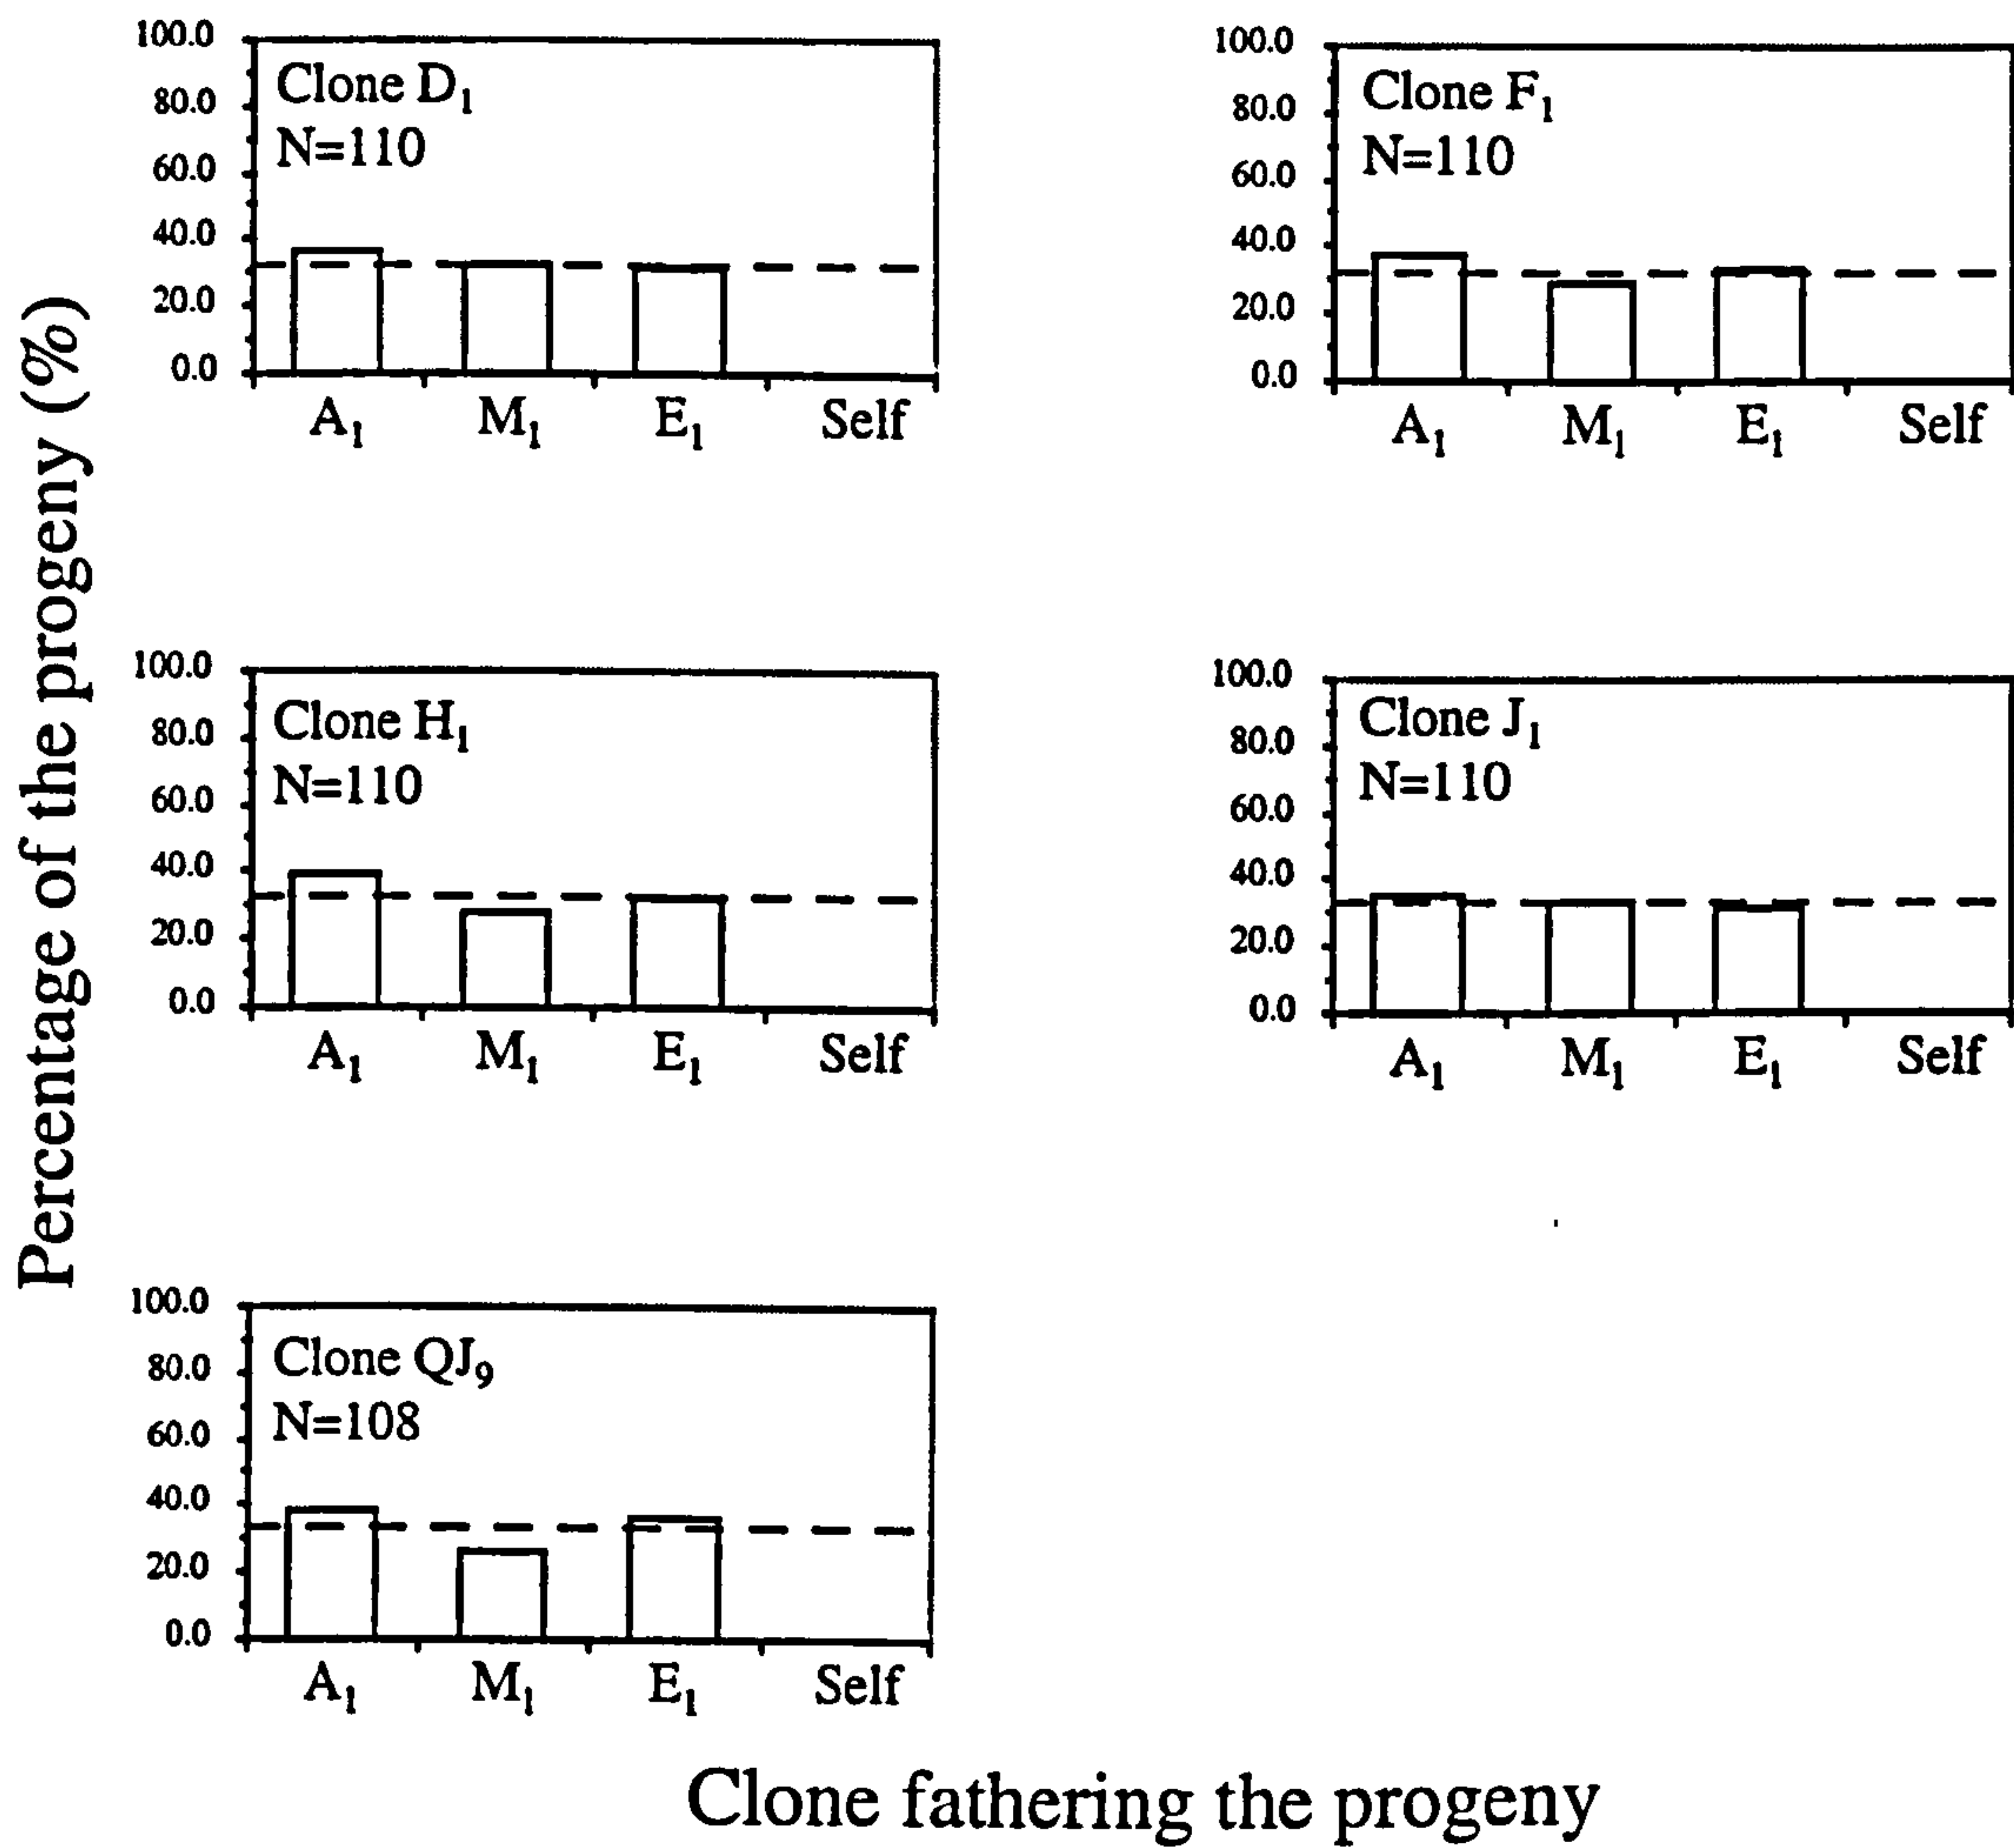 Percentage of the progeny (%)
Clone D₁
N=110
100.0
80.0
60.0
40.0
20.0
0.0
A₁ M₁ E₁ Self
Clone F₁
N=110
100.0
80.0
60.0
40.0
20.0
0.0
A₁ M₁ E₁ Self
Clone H₁
N=110
100.0
80.0
60.0
40.0
20.0
0.0
A₁ M₁ E₁ Self
Clone J₁
N=110
100.0
80.0
60.0
40.0
20.0
0.0
A₁ M₁ E₁ Self
Clone QJ₉
N=108
100.0
80.0
60.0
40.0
20.0
0.0
A₁ M₁ E₁ Self
Clone fathering the progeny